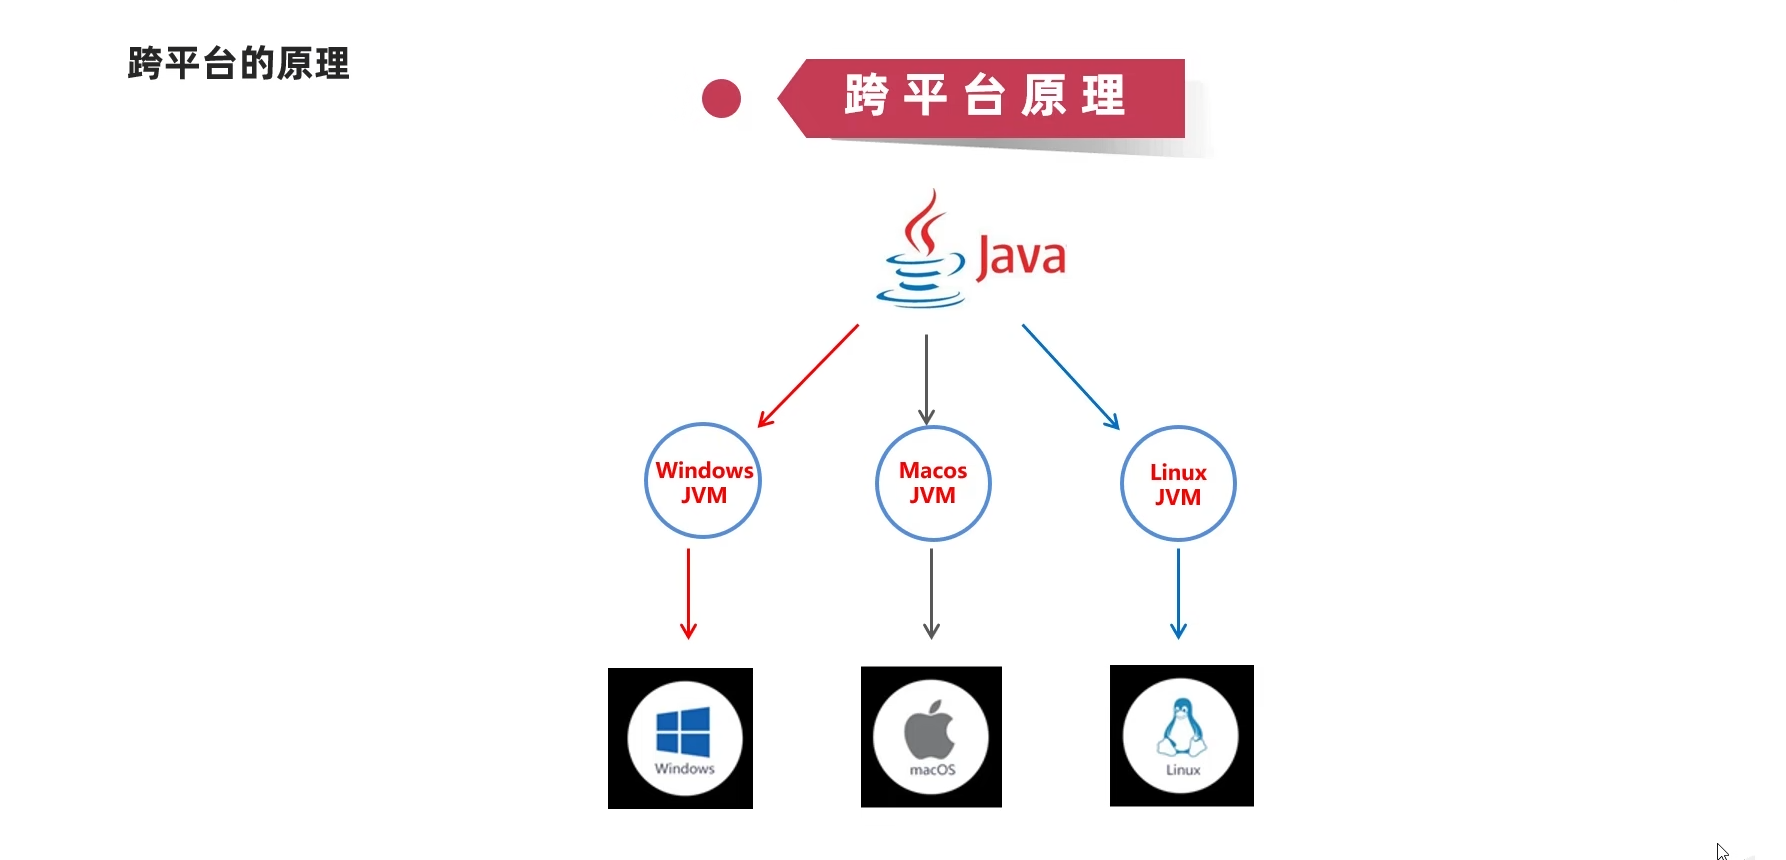 跨平台的原理
跨平台原理
Java
Windows
JVM
Macos
JVM
Linux
JVM
Windows
macOS
Linux